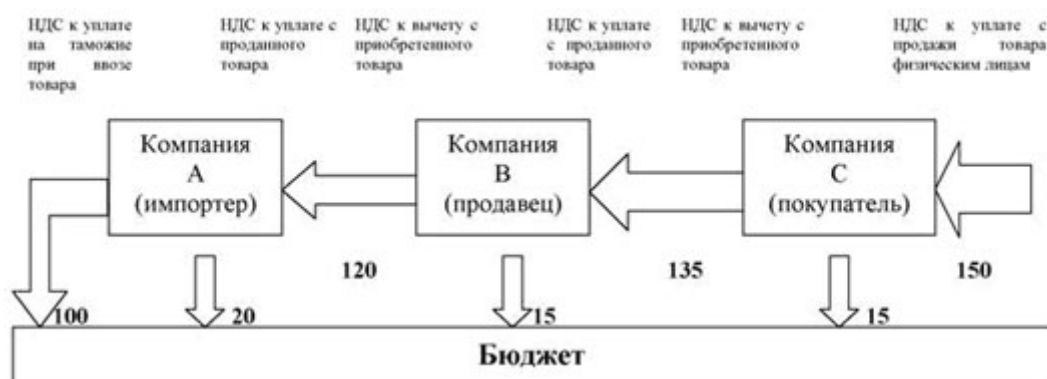 НДС к уплате
на таможне
при ввозе
товара
НДС к уплате с
проданного
товара
НДС к вычету с
приобретенного
товара
НДС к уплате
с проданного
товара
НДС к вычету с
приобретенного
товара
НДС к уплате с
продажи товара
физическим лицам
Компания
А
(импортер)
Компания
В
(продавец)
Компания
С
(покупатель)
120
135
150
100
20
15
15
Бюджет